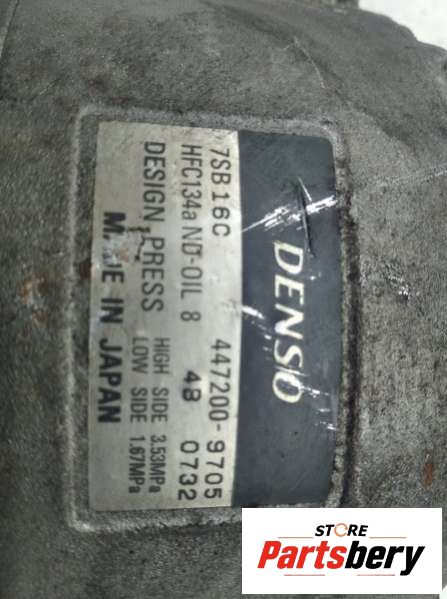 DENSO
7SB16C 447200-9705
HFC134a ND-OIL 8 4B 0732
DESIGN PRESS HIGH SIDE 3.53MPa
LOW SIDE 1.67MPa
MADE IN JAPAN
STORE
Partsbery